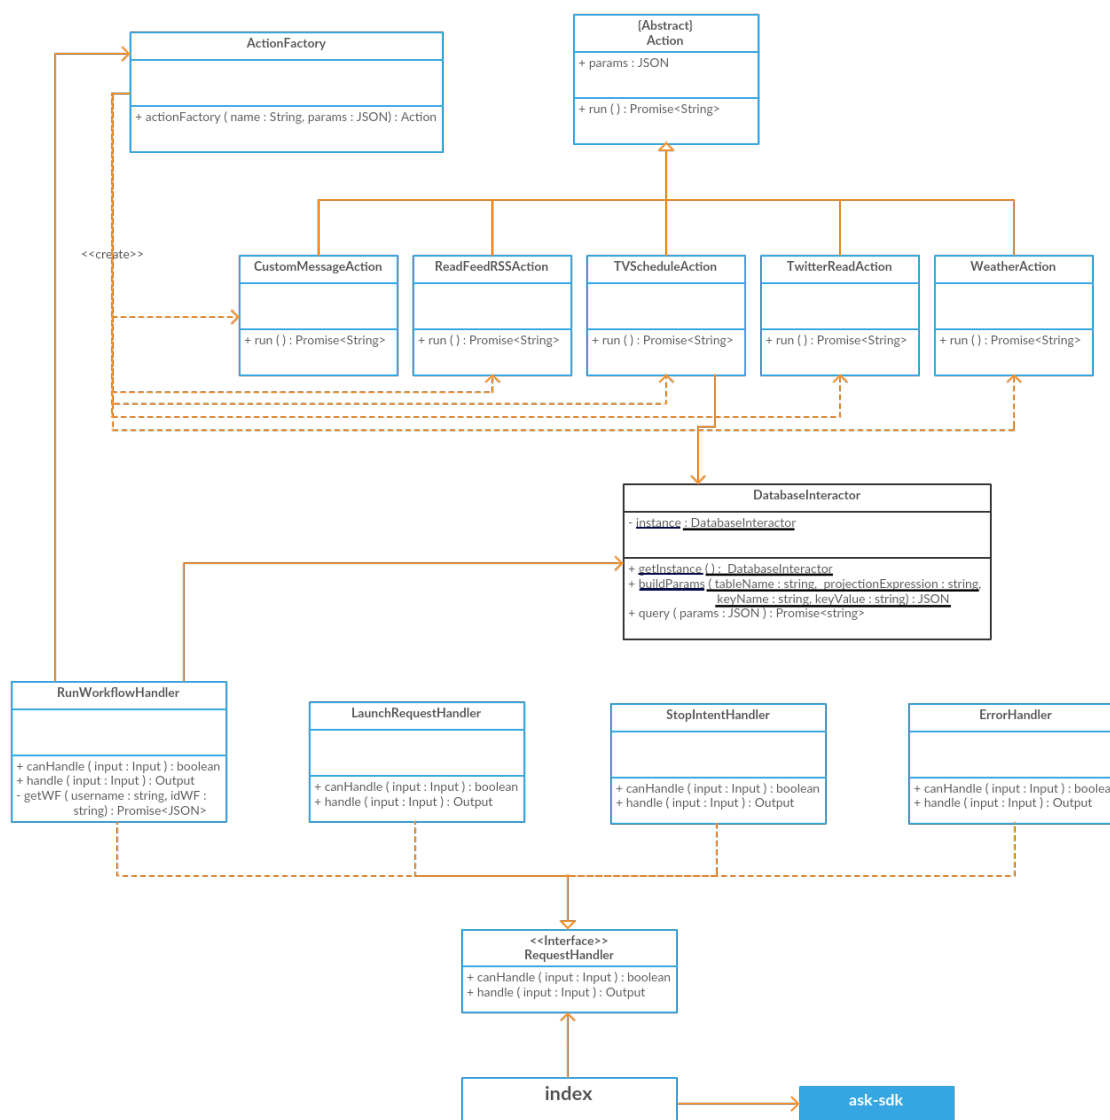 ActionFactory
+ actionFactory ( name : String, params : JSON) : Action
{Abstract}
Action
+ params : JSON
+ run ( ) : Promise<String>
<<create>>
CustomMessageAction
+ run ( ) : Promise<String>
ReadFeedRSSAction
+ run ( ) : Promise<String>
TVScheduleAction
+ run ( ) : Promise<String>
TwitterReadAction
+ run ( ) : Promise<String>
WeatherAction
+ run ( ) : Promise<String>
DatabaseInteractor
- instance : DatabaseInteractor
+ getInstance ( ) : DatabaseInteractor
+ buildParams ( tableName : string, projectionExpression : string,
keyName : string, keyValue : string) : JSON
+ query ( params : JSON ) : Promise<string>
RunWorkflowHandler
+ canHandle ( input : Input ) : boolean
+ handle ( input : Input ) : Output
- getWF ( username : string, idWF :
string) : Promise<JSON>
LaunchRequestHandler
+ canHandle ( input : Input ) : boolean
+ handle ( input : Input ) : Output
StopIntentHandler
+ canHandle ( input : Input ) : boolean
+ handle ( input : Input ) : Output
ErrorHandler
+ canHandle ( input : Input ) : boolea
+ handle ( input : Input ) : Output
<<Interface>>
RequestHandler
+ canHandle ( input : Input ) : boolean
+ handle ( input : Input ) : Output
index
ask-sdk